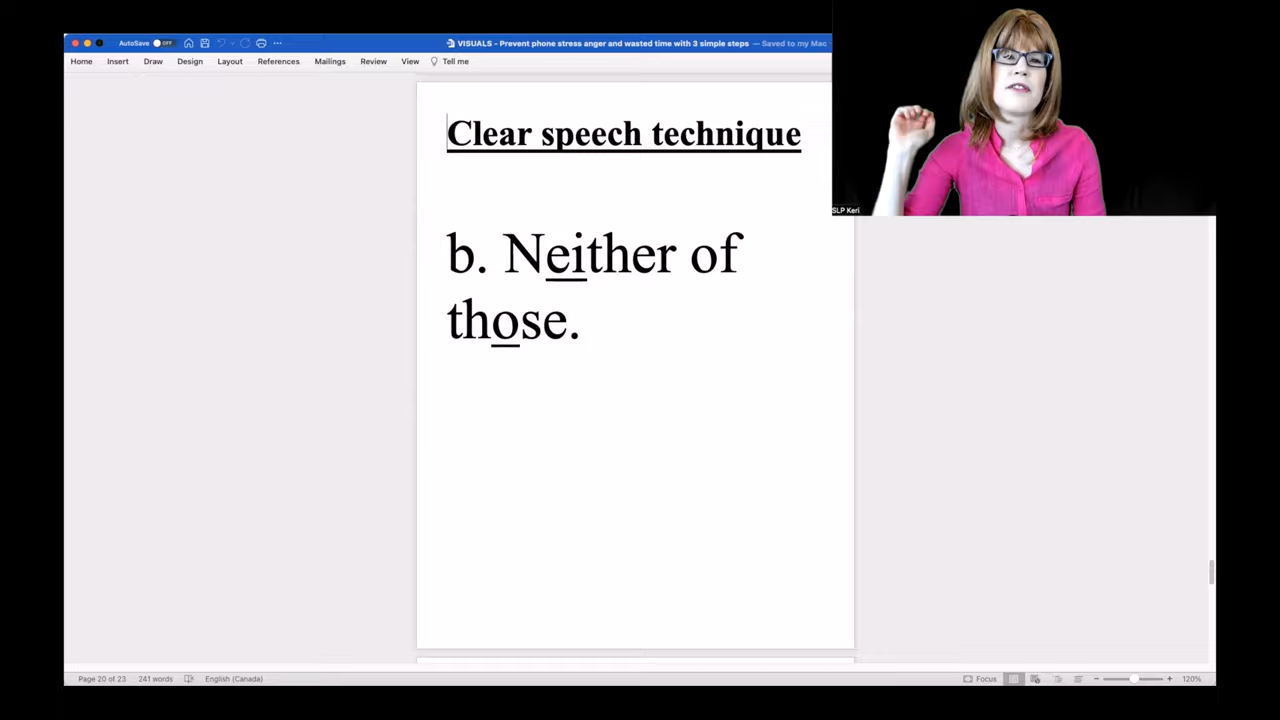 AutoSave OFF
VISUALS - Prevent phone stress anger and wasted time with 3 simple steps — Saved to my Mac
Home Insert Draw Design Layout References Mailings Review View Tell me
Clear speech technique
b. Neither of
those.
SLP Keri
Page 20 of 23 241 words English (Canada) Focus 120%